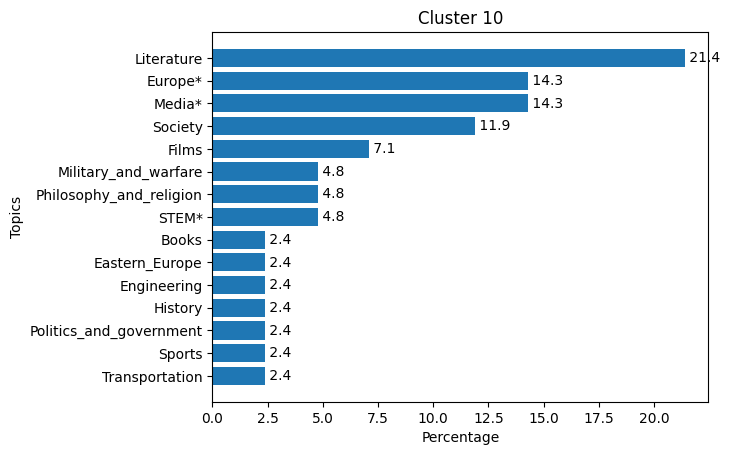 Cluster 10
Topics
Literature 21.4
Europe* 14.3
Media* 14.3
Society 11.9
Films 7.1
Military_and_warfare 4.8
Philosophy_and_religion 4.8
STEM* 4.8
Books 2.4
Eastern_Europe 2.4
Engineering 2.4
History 2.4
Politics_and_government 2.4
Sports 2.4
Transportation 2.4
0.0 2.5 5.0 7.5 10.0 12.5 15.0 17.5 20.0
Percentage